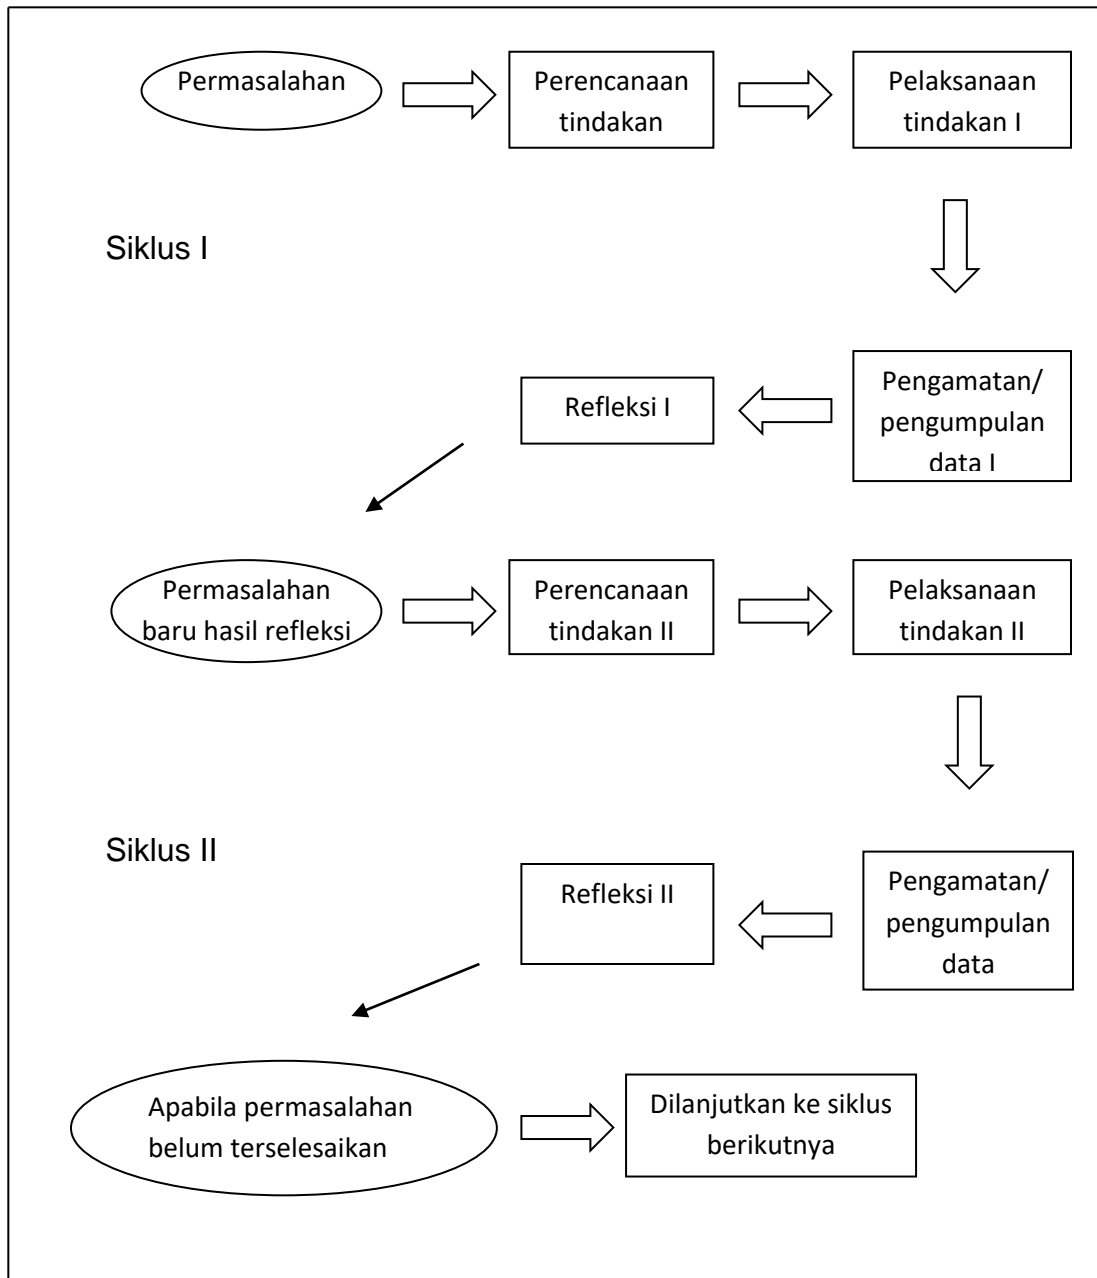 Permasalahan
Perencanaan
tindakan
Pelaksanaan
tindakan I
Siklus I
Refleksi I
Pengamatan/
pengumpulan
data I
Permasalahan
baru hasil refleksi
Perencanaan
tindakan II
Pelaksanaan
tindakan II
Siklus II
Refleksi II
Pengamatan/
pengumpulan
data
Apabila permasalahan
belum terselesaikan
Dilanjutkan ke siklus
berikutnya